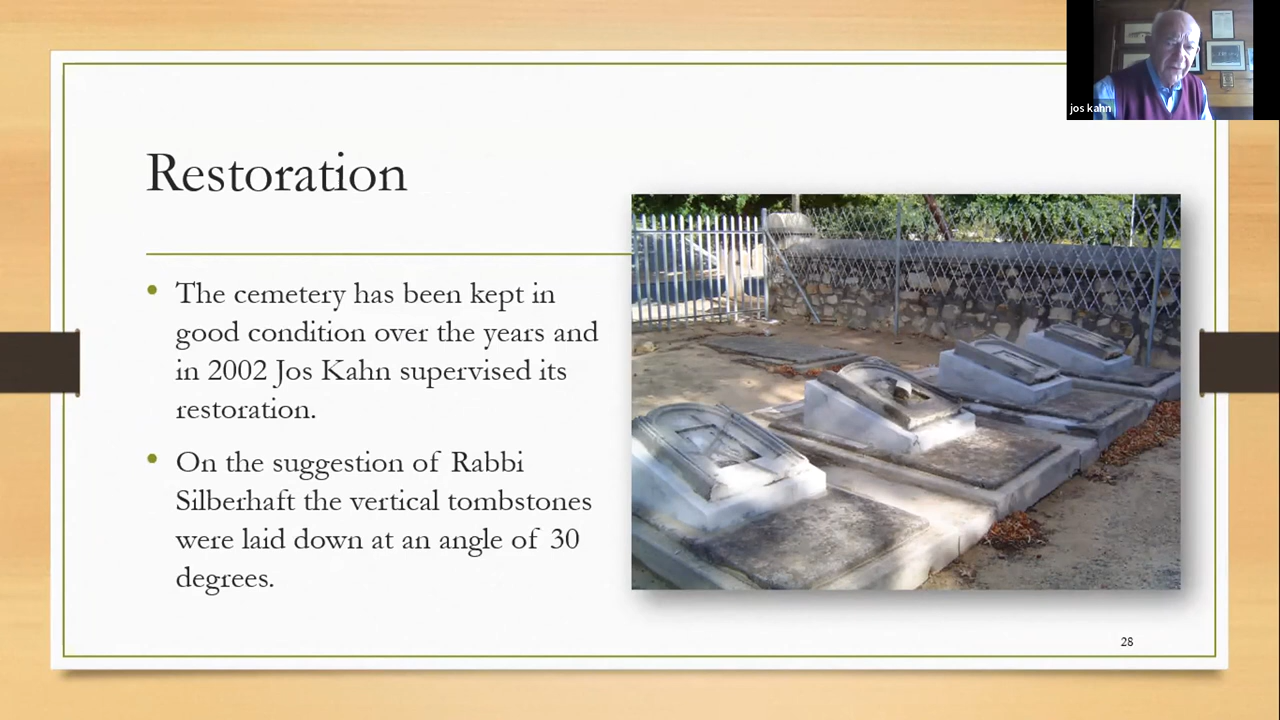 jos kahn
Restoration
• The cemetery has been kept in
good condition over the years and
in 2002 Jos Kahn supervised its
restoration.
• On the suggestion of Rabbi
Silberhaft the vertical tombstones
were laid down at an angle of 30
degrees.
28